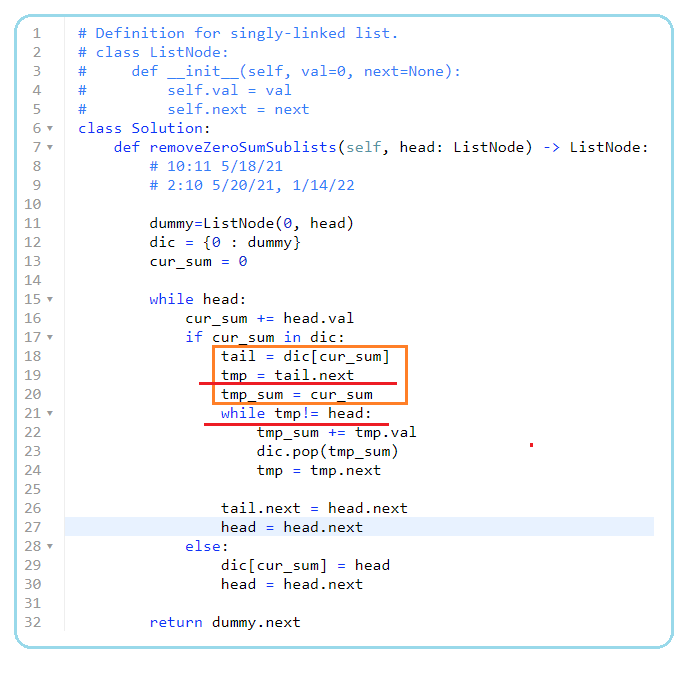 1 # Definition for singly-linked list.
2 # class ListNode:
3 #     def __init__(self, val=0, next=None):
4 #         self.val = val
5 #         self.next = next
6 class Solution:
7     def removeZeroSumSublists(self, head: ListNode) -> ListNode:
8         # 10:11 5/18/21
9         # 2:10 5/20/21, 1/14/22
10
11         dummy=ListNode(0, head)
12         dic = {0 : dummy}
13         cur_sum = 0
14
15         while head:
16             cur_sum += head.val
17             if cur_sum in dic:
18                 tail = dic[cur_sum]
19                 tmp = tail.next
20                 tmp_sum = cur_sum
21                 while tmp!= head:
22                     tmp_sum += tmp.val
23                     dic.pop(tmp_sum)
24                     tmp = tmp.next
25
26                 tail.next = head.next
27                 head = head.next
28             else:
29                 dic[cur_sum] = head
30                 head = head.next
31
32         return dummy.next